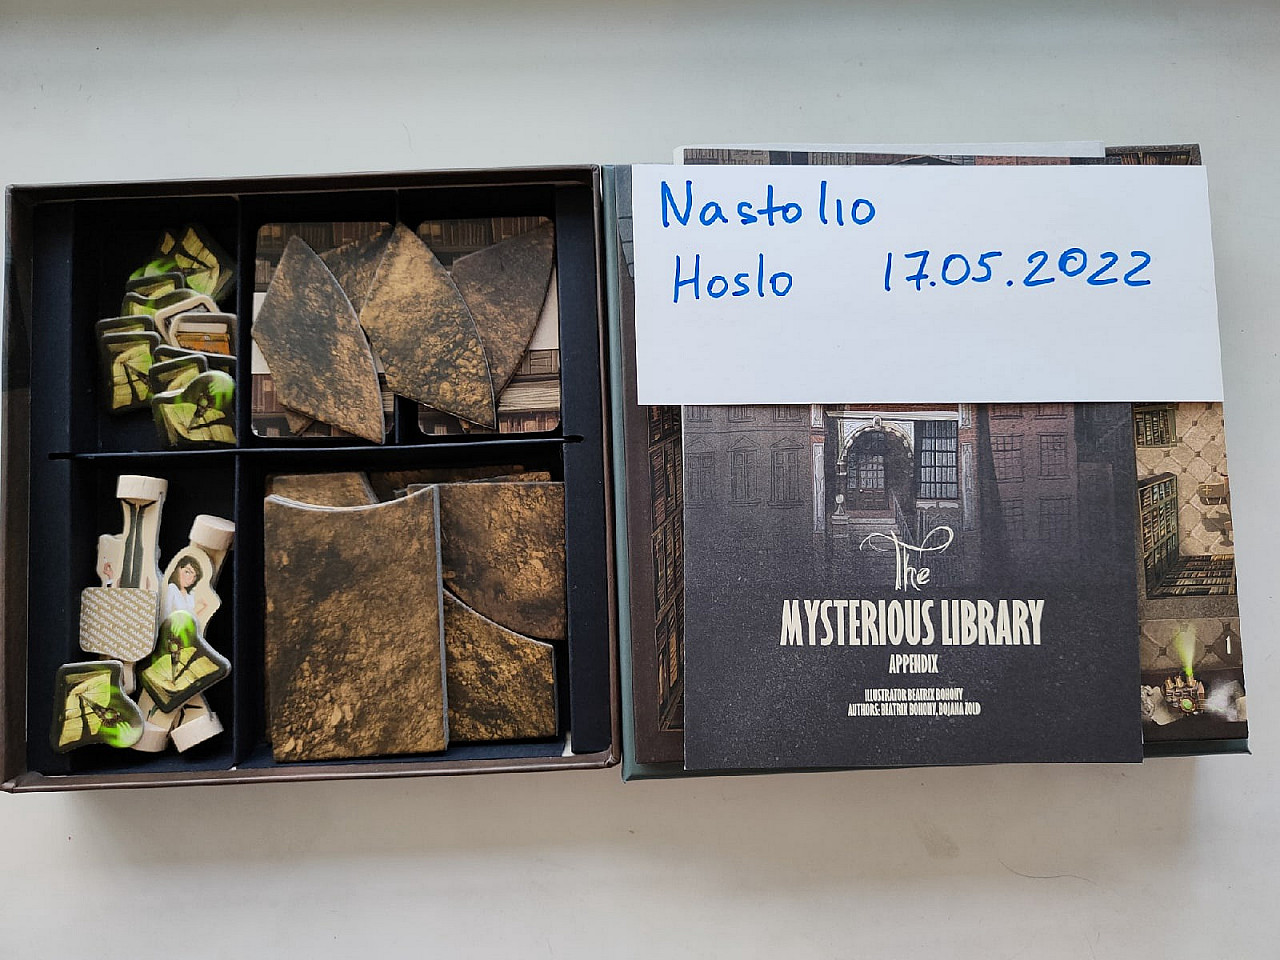 Nastolio
Hoslo 17.05.2022
The
MYSTERIOUS LIBRARY
APPENDIX
ILLUSTRATOR BEATRIX BOHONY
AUTHORS: BEATRIX BOHONY, BOJANA ZOLD
1